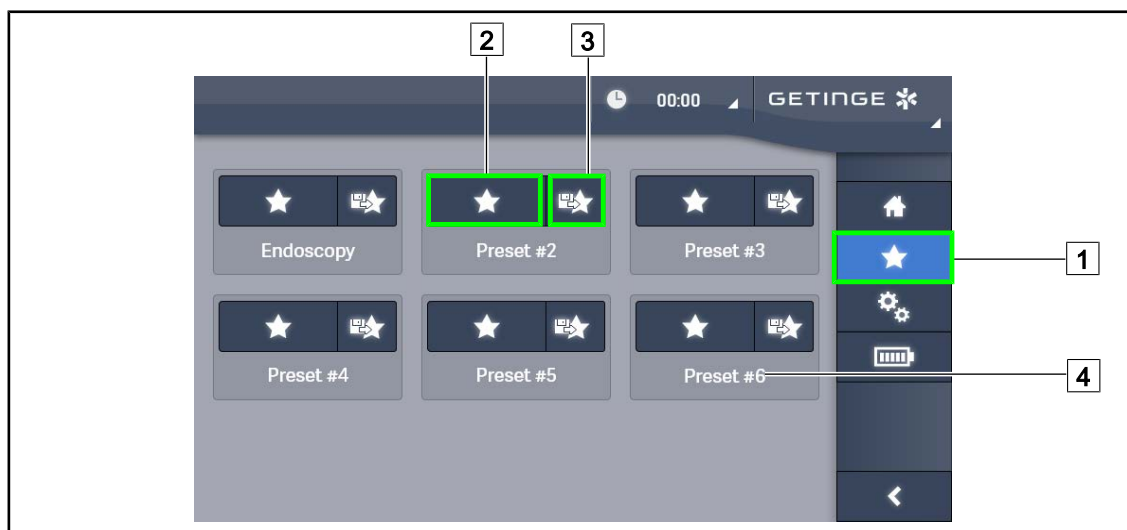 2 3
00:00 GETINGE
Endoscopy Preset #2 Preset #3
1
Preset #4 Preset #5 Preset #6
4